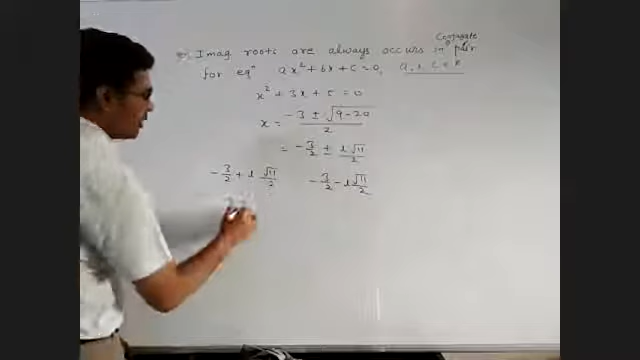 Conjugate
Imag roots are always occurs in pair
for eqⁿ ax² + bx + c = 0, a, b, c ∈ R
x² + 3x + 5 = 0
x = -3 ± √9-20 / 2
= -3/2 ± i√11/2
-3/2 + i √11/2 -3/2 - i√11/2